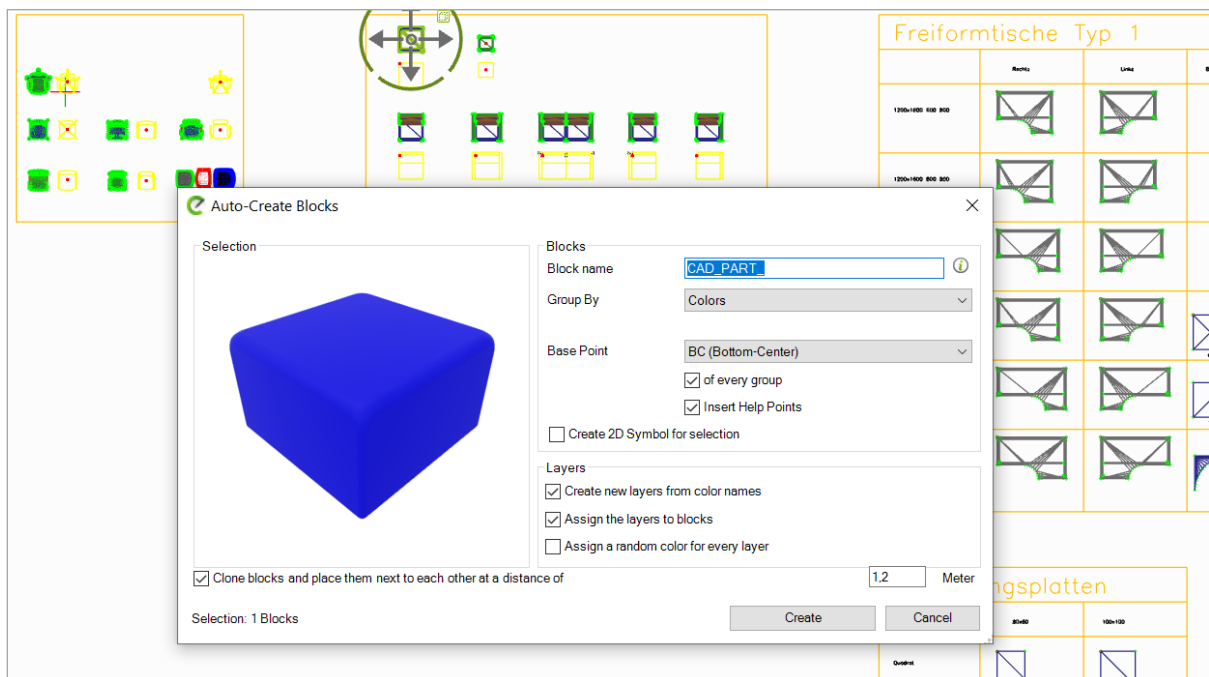 Freiformtische Typ 1
Rechts
Links
1200x1600 600 800
1200x1600 800 800
Auto-Create Blocks
Selection
Blocks
Block name
CAD_PART_
Group By
Colors
Base Point
BC (Bottom-Center)
of every group
Insert Help Points
Create 2D Symbol for selection
Layers
Create new layers from color names
Assign the layers to blocks
Assign a random color for every layer
Clone blocks and place them next to each other at a distance of
1,2
Meter
Selection: 1 Blocks
Create
Cancel
ngsplatten
80x80
100x100
Quadrat